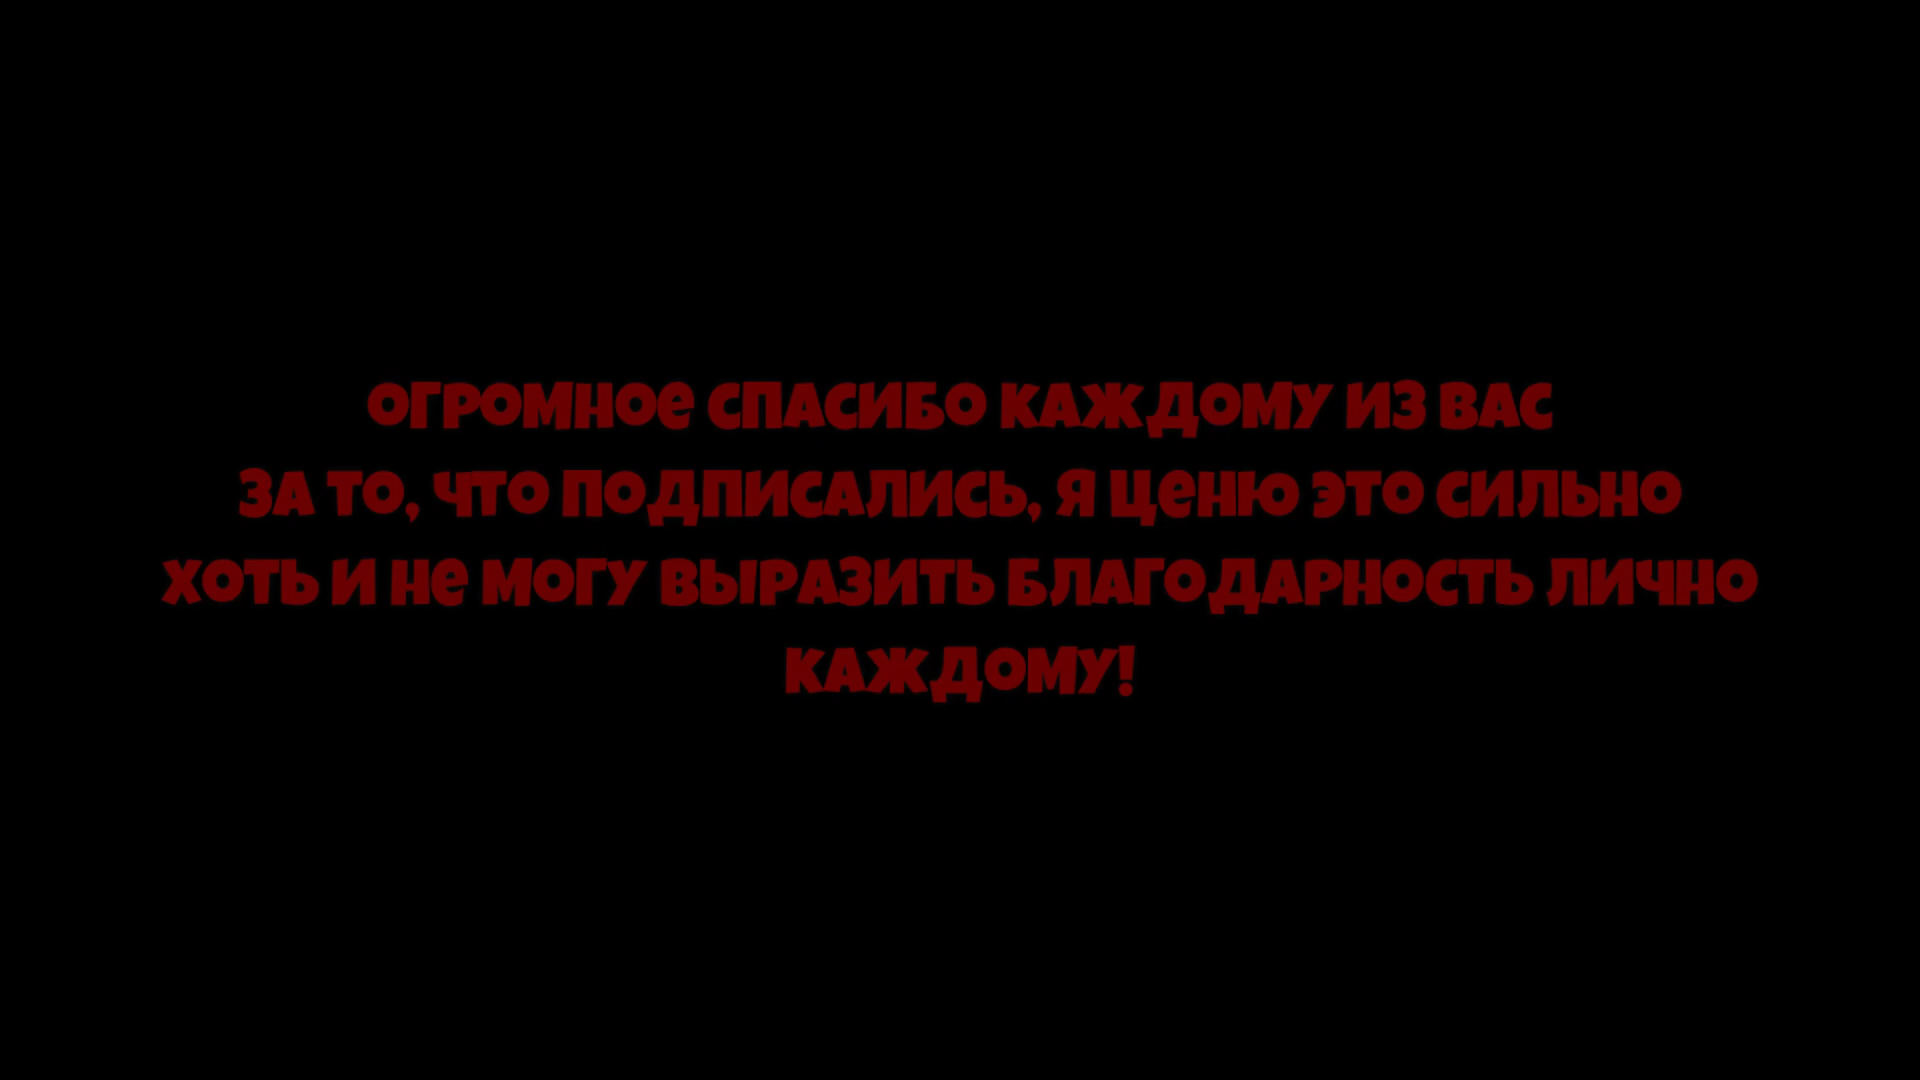 ОГРОМНОЕ СПАСИБО КАЖДОМУ ИЗ ВАС
ЗА ТО, ЧТО ПОДПИСАЛИСЬ, Я ЦЕНЮ ЭТО СИЛЬНО
ХОТЬ И НЕ МОГУ ВЫРАЗИТЬ БЛАГОДАРНОСТЬ ЛИЧНО
КАЖДОМУ!